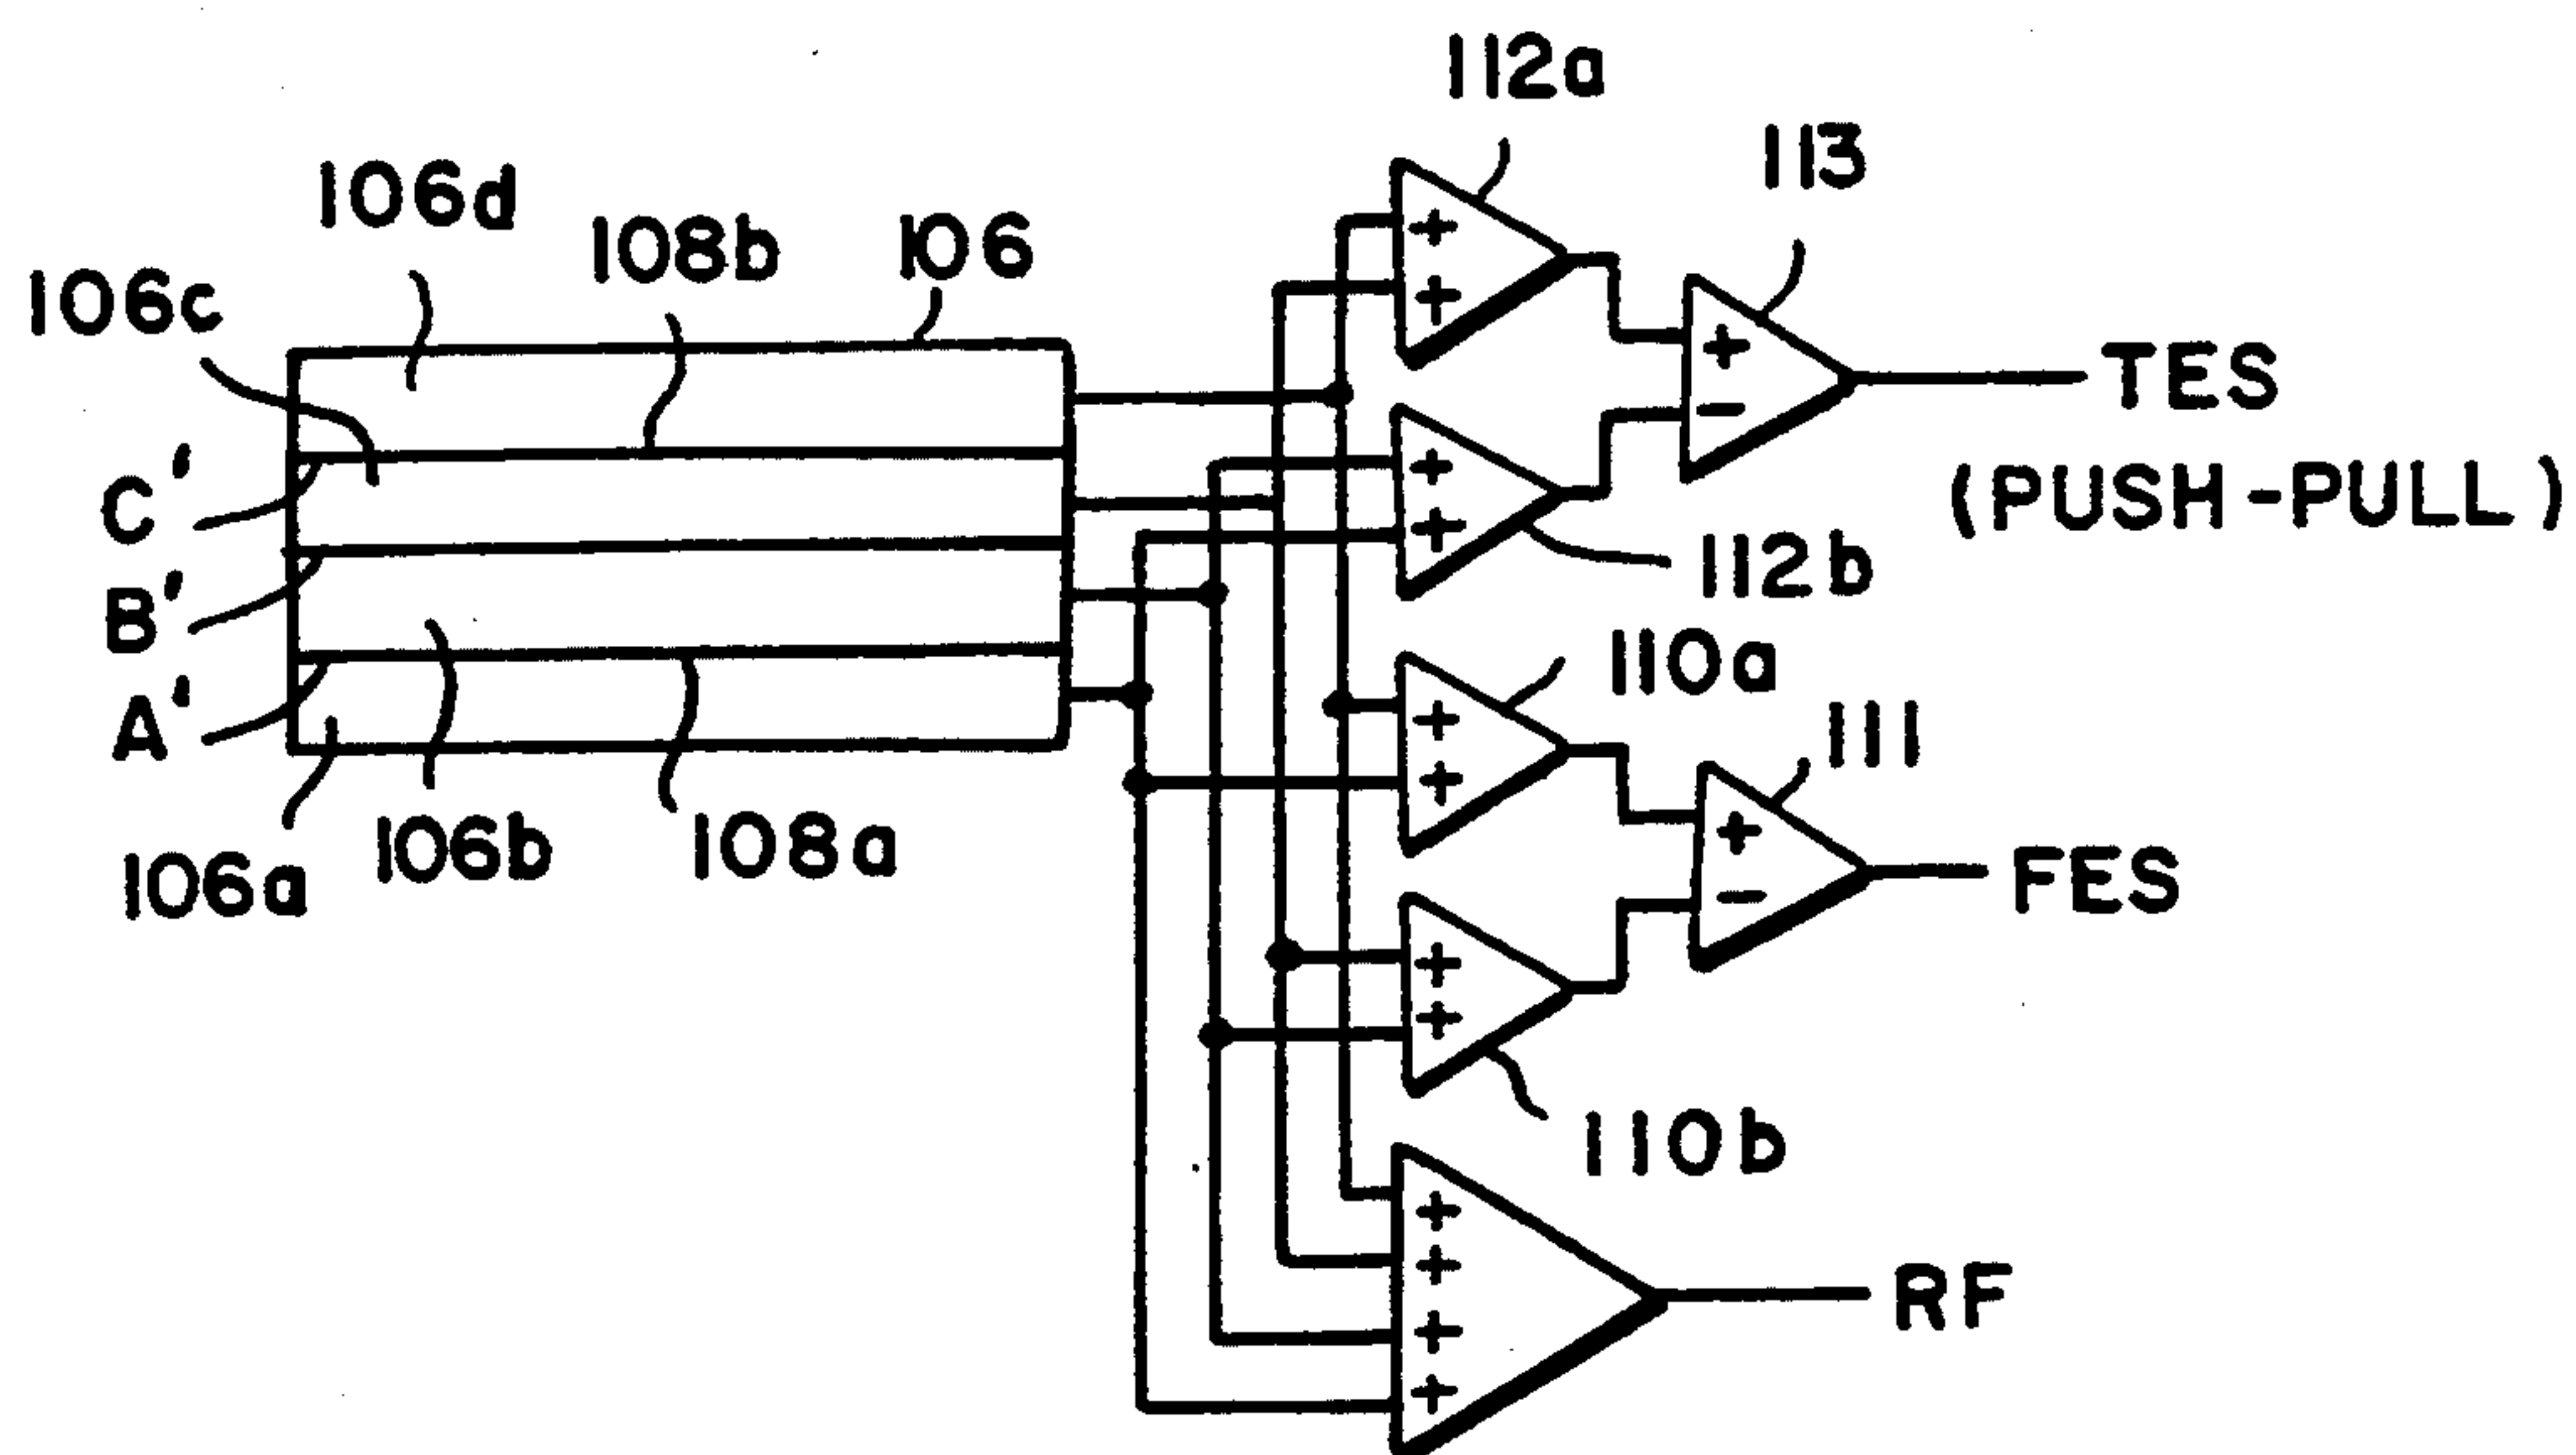 112a
113
106d
108b
106
106c
+
+
+
−
TES
(PUSH-PULL)
C'
+
+
112b
B'
A'
110a
+
+
111
106a
106b
108a
+
−
FES
+
+
110b
+
+
+
+
RF